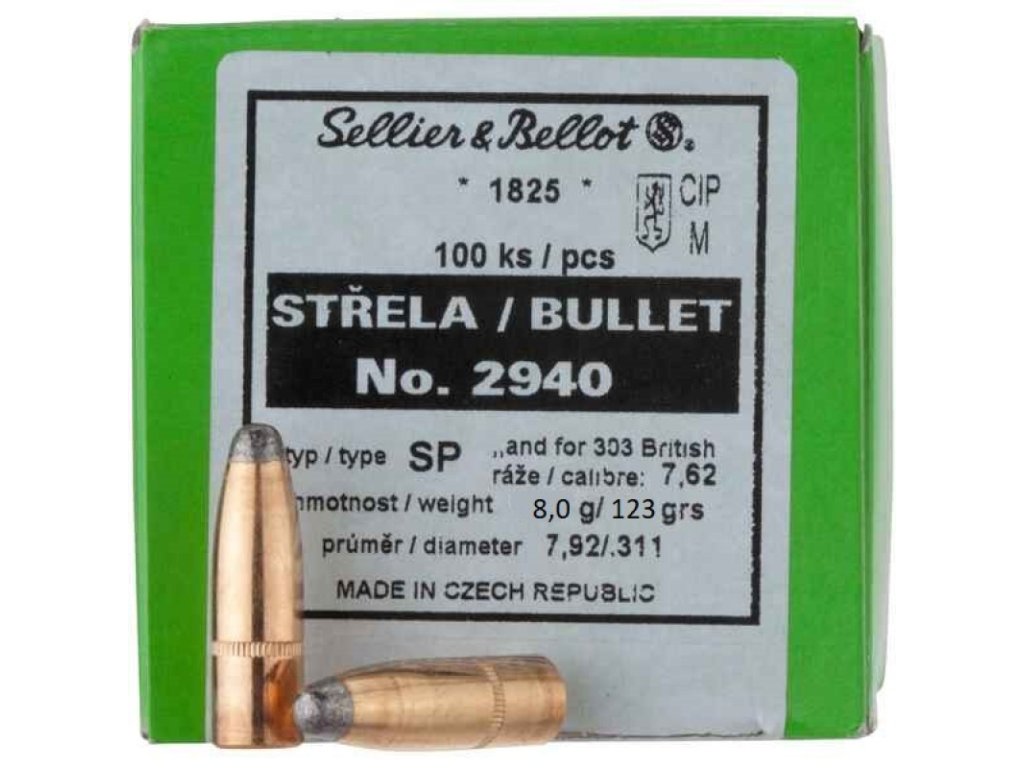 Sellier & Bellot S.
* 1825 *
CIP
M
100 ks / pcs
STŘELA / BULLET
No. 2940
typ / type SP „and for 303 British
ráže / calibre: 7,62
hmotnost / weight 8,0 g/ 123 grs
průměr / diameter 7,92/.311
MADE IN CZECH REPUBLIC